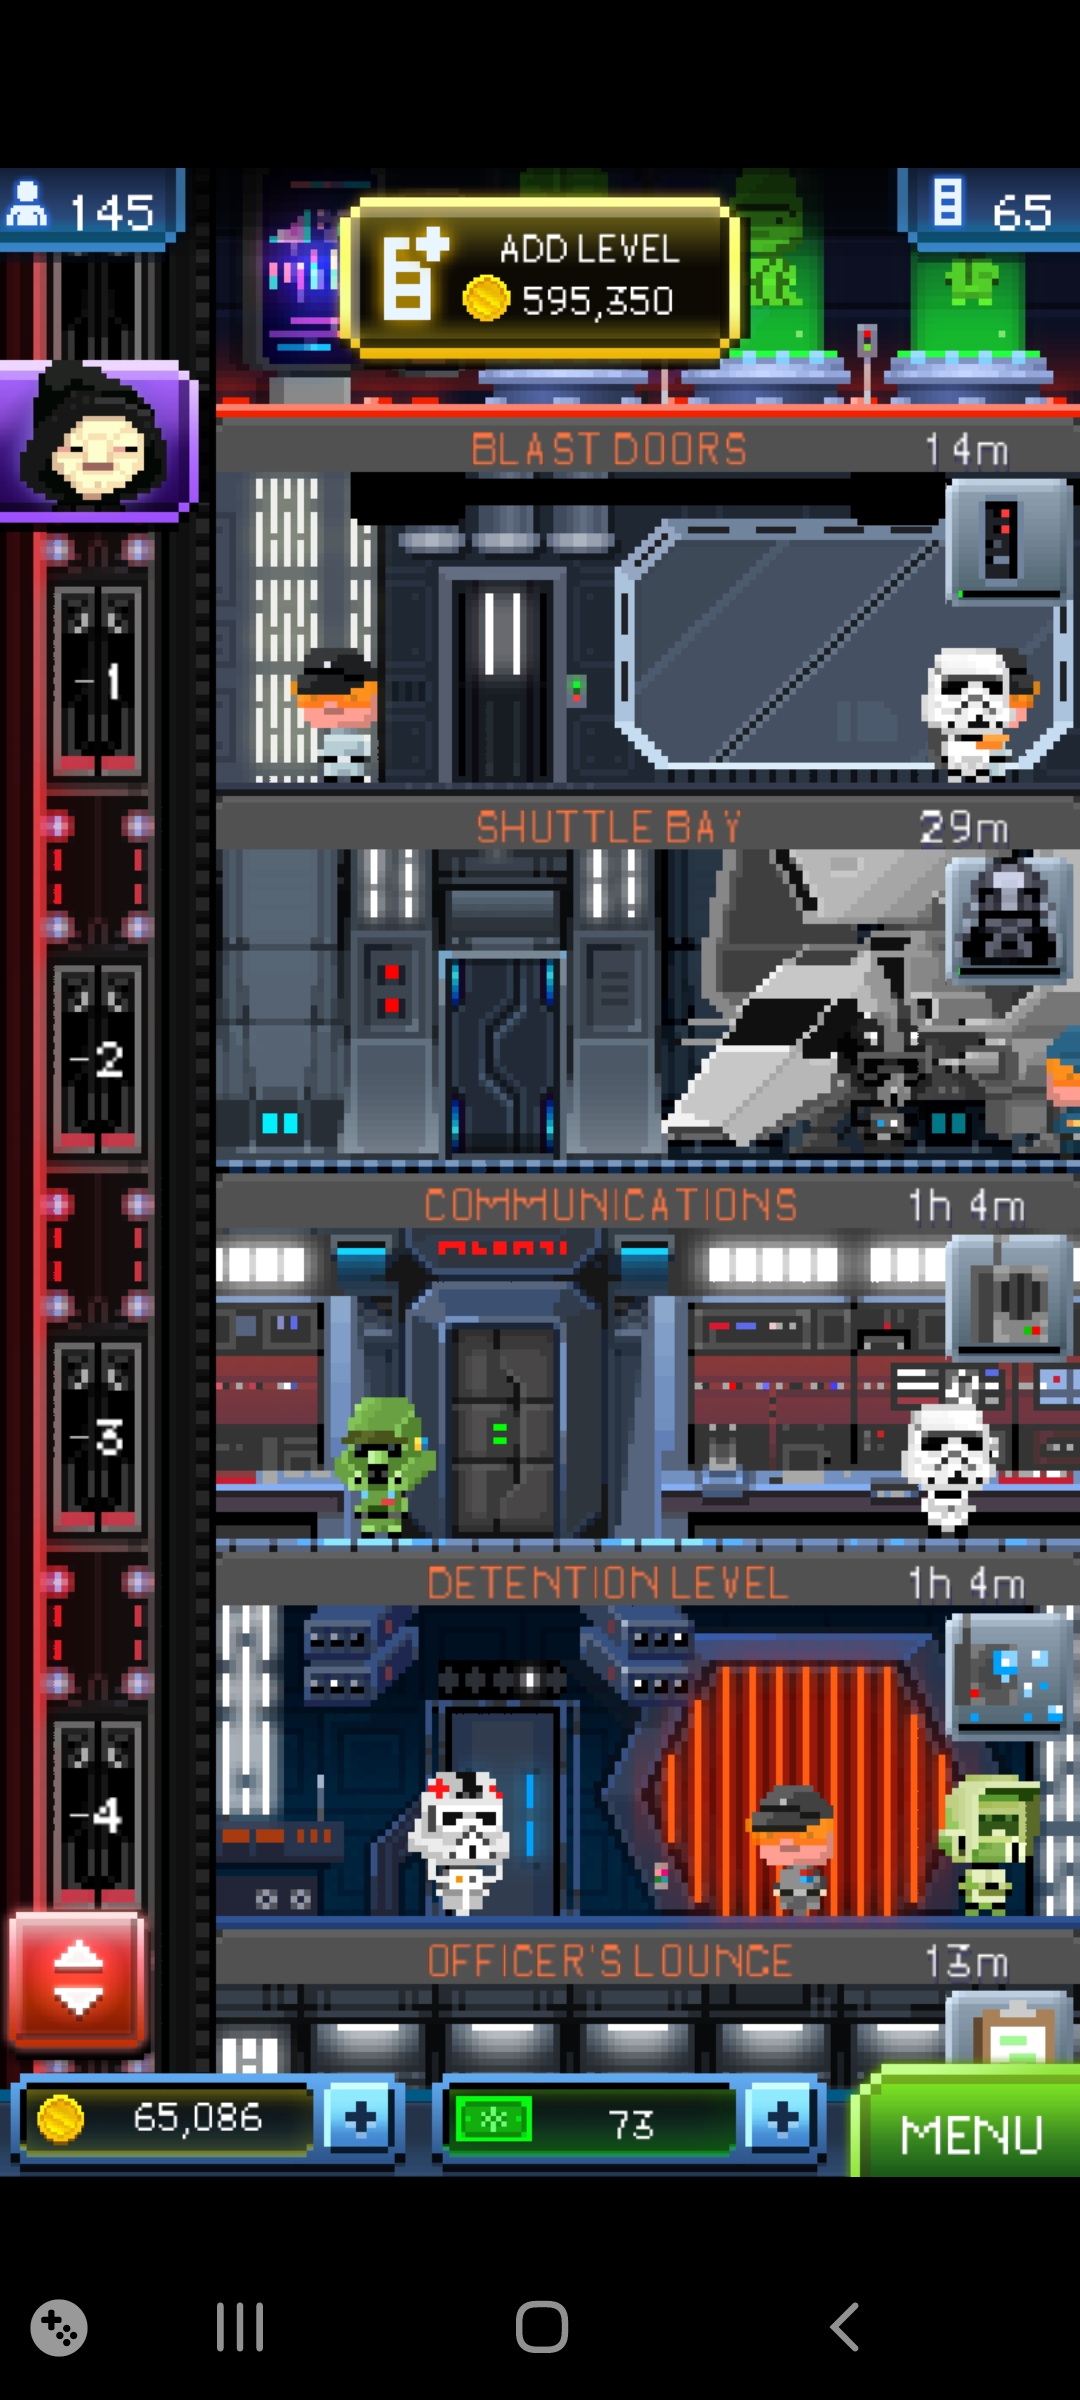 145
ADD LEVEL
595,350
65
BLAST DOORS
14m
-1
SHUTTLE BAY
29m
-2
COMMUNICATIONS
1h 4m
-3
DETENTION LEVEL
1h 4m
-4
OFFICER'S LOUNGE
13m
65,086
+
73
+
MENU